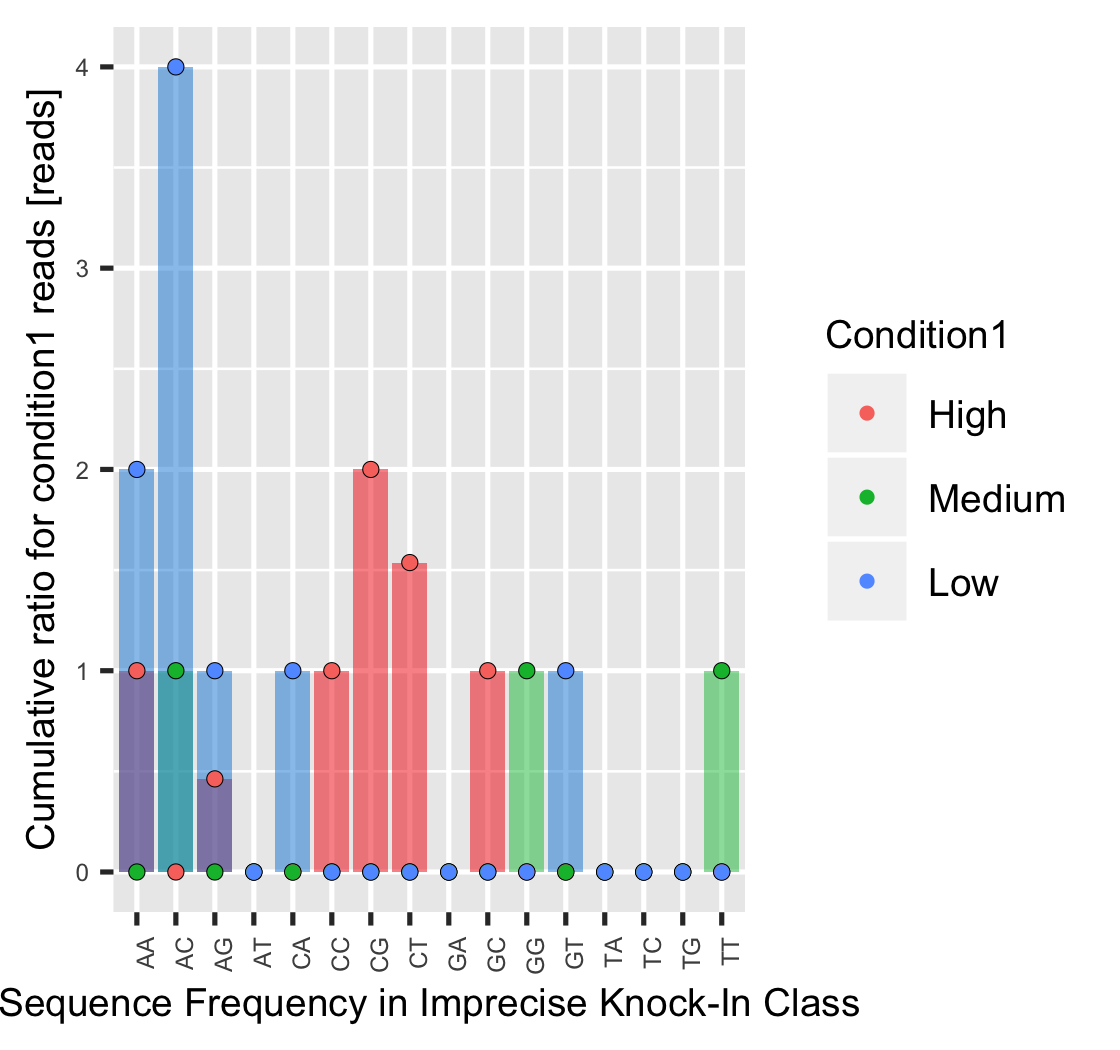 Cumulative ratio for condition1 reads [reads]
4
3
2
1
0
AA AC AG AT CA CC CG CT GA GC GG GT TA TC TG TT
Sequence Frequency in Imprecise Knock-In Class
Condition1
High
Medium
Low